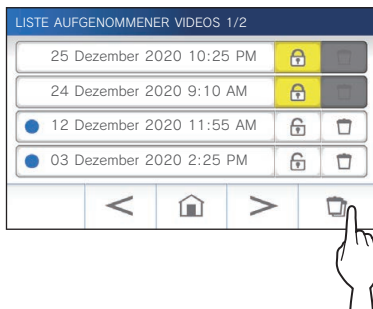 LISTE AUFGENOMMENER VIDEOS 1/2
25 Dezember 2020 10:25 PM
24 Dezember 2020 9:10 AM
12 Dezember 2020 11:55 AM
03 Dezember 2020 2:25 PM